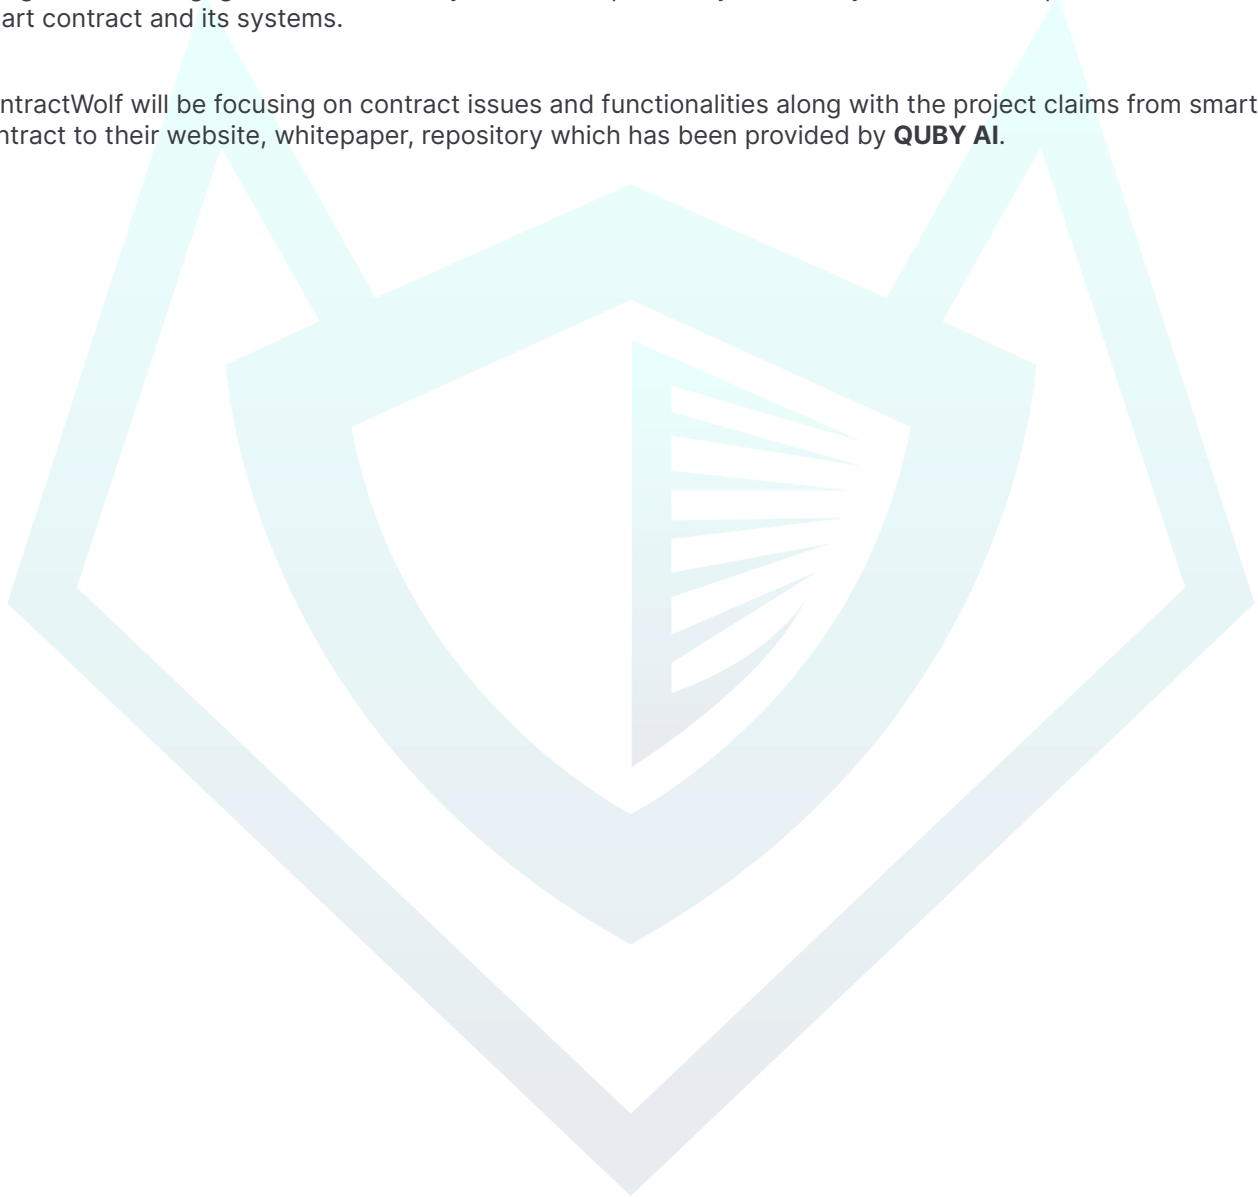 art contract and its systems.
ntractWolf will be focusing on contract issues and functionalities along with the project claims from smart
ntract to their website, whitepaper, repository which has been provided by QUBY AI.